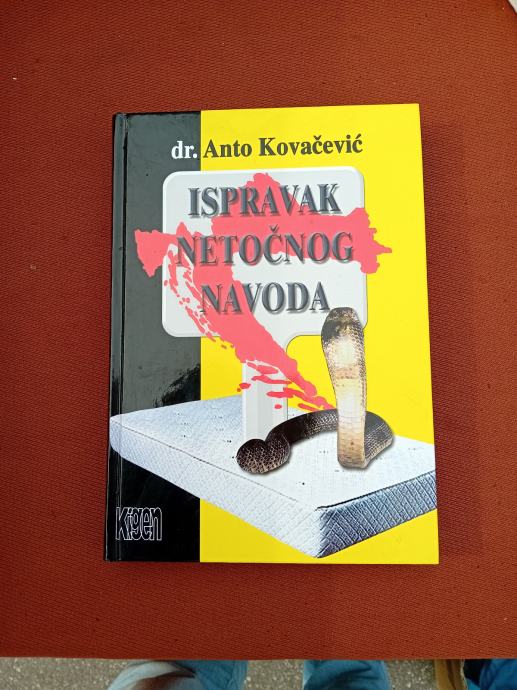 dr. Anto Kovačević
ISPRAVAK
NETOČNOG
NAVODA
Kigen